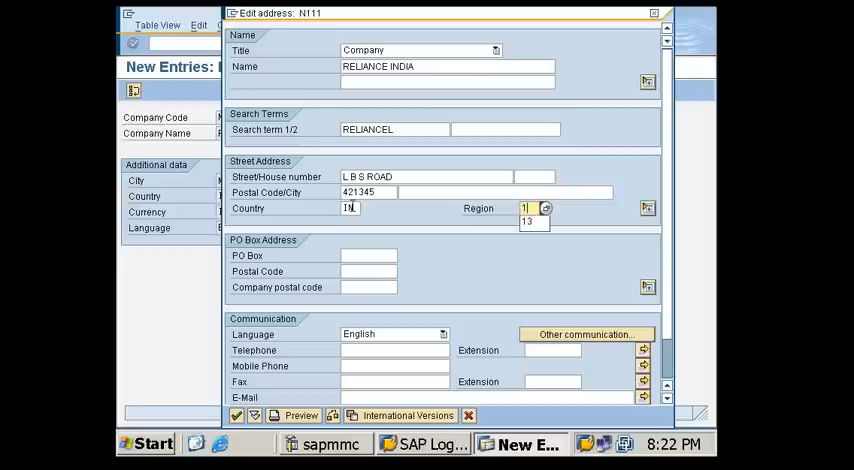 Edit address: N111
Table View Edit
Name
Title Company
Name RELIANCE INDIA
New Entries:
Search Terms
Company Code
Search term 1/2 RELIANCEL
Company Name
Street Address
Additional data
Street/House number L B S ROAD
City
Postal Code/City 421345
Country
Country IN Region 1
Currency
13
Language
PO Box Address
PO Box
Postal Code
Company postal code
Communication
Language English Other communication...
Telephone Extension
Mobile Phone
Fax Extension
E-Mail
Preview International Versions
Start sapmmc SAP Log... New E... 8:22 PM